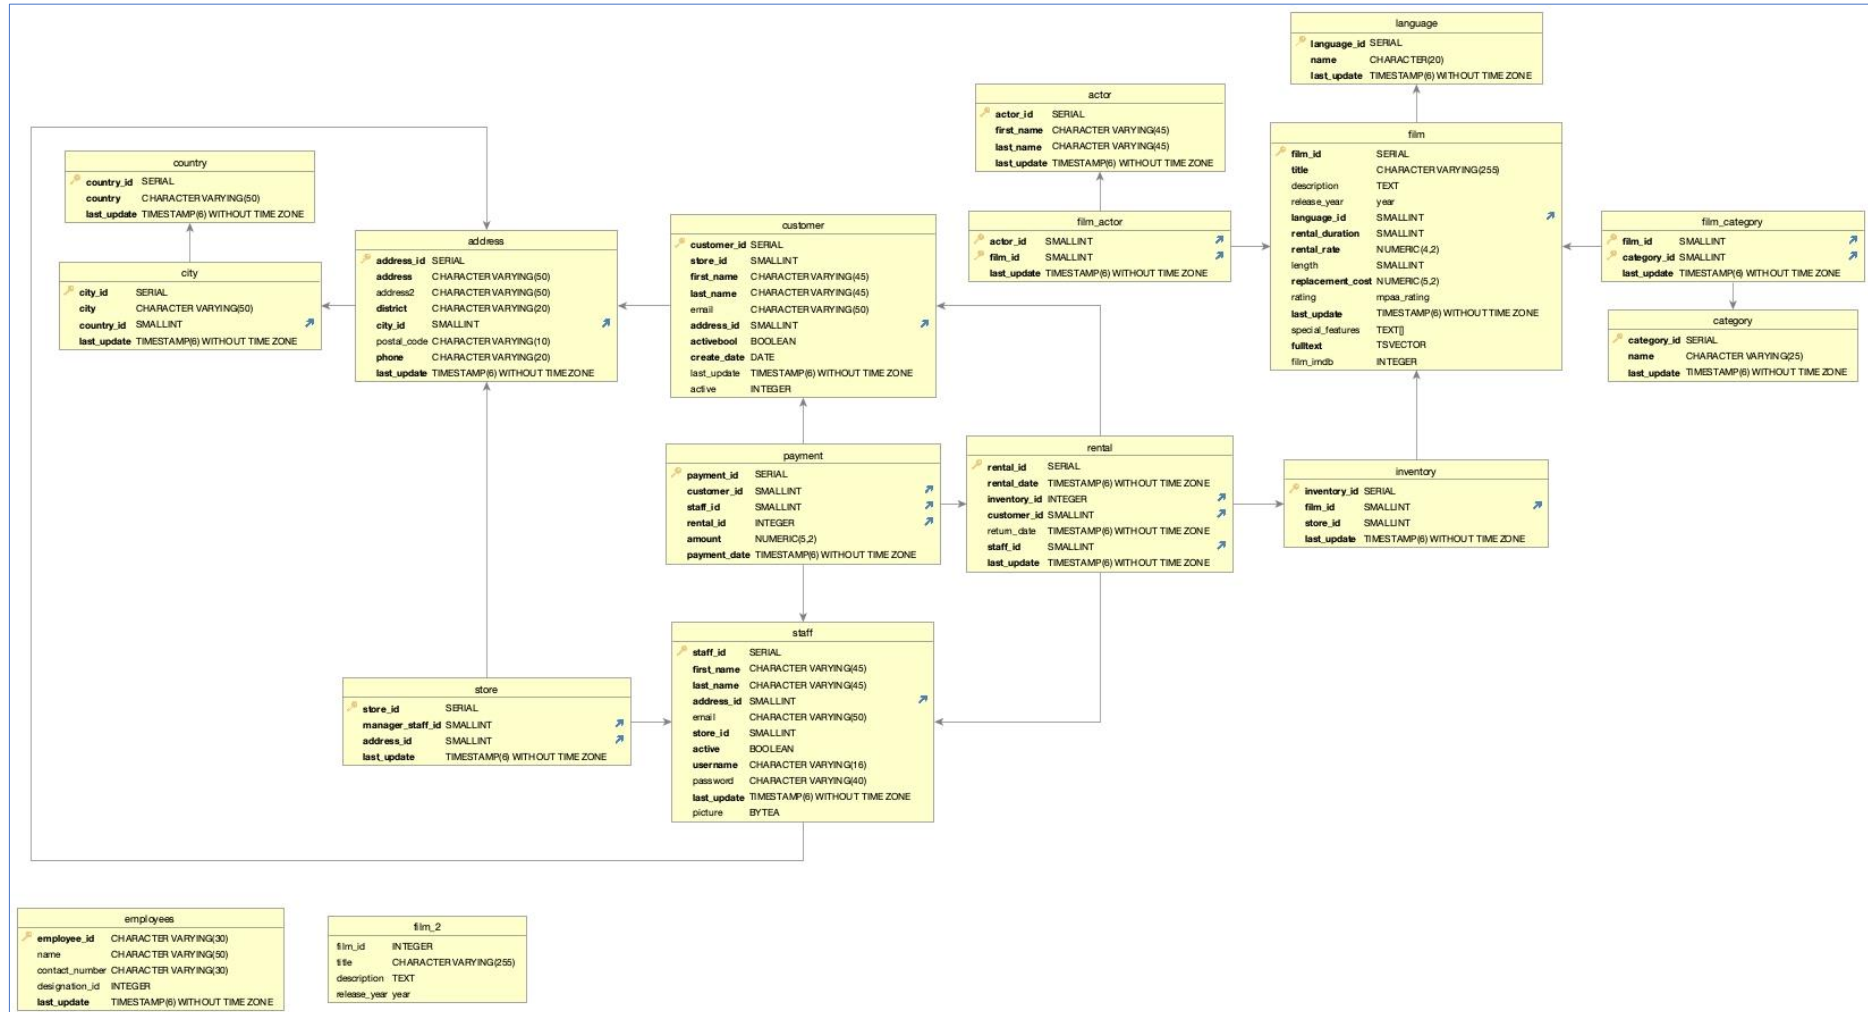 language
language_id SERIAL
name CHARACTER(20)
last_update TIMESTAMP(6) WITHOUT TIME ZONE
actor
actor_id SERIAL
first_name CHARACTER VARYING(45)
last_name CHARACTER VARYING(45)
last_update TIMESTAMP(6) WITHOUT TIME ZONE
film
film_id SERIAL
title CHARACTER VARYING(255)
description TEXT
release_year year
language_id SMALLINT
rental_duration SMALLINT
rental_rate NUMERIC(4,2)
length SMALLINT
replacement_cost NUMERIC(5,2)
rating mpaa_rating
last_update TIMESTAMP(6) WITHOUT TIME ZONE
special_features TEXT[]
fulltext TSVECTOR
film_imdb INTEGER
country
country_id SERIAL
country CHARACTER VARYING(50)
last_update TIMESTAMP(6) WITHOUT TIME ZONE
city
city_id SERIAL
city CHARACTER VARYING(50)
country_id SMALLINT
last_update TIMESTAMP(6) WITHOUT TIME ZONE
address
address_id SERIAL
address CHARACTER VARYING(50)
address2 CHARACTER VARYING(50)
district CHARACTER VARYING(20)
city_id SMALLINT
postal_code CHARACTER VARYING(10)
phone CHARACTER VARYING(20)
last_update TIMESTAMP(6) WITHOUT TIME ZONE
customer
customer_id SERIAL
store_id SMALLINT
first_name CHARACTER VARYING(45)
last_name CHARACTER VARYING(45)
email CHARACTER VARYING(50)
address_id SMALLINT
activebool BOOLEAN
create_date DATE
last_update TIMESTAMP(6) WITHOUT TIME ZONE
active INTEGER
film_actor
actor_id SMALLINT
film_id SMALLINT
last_update TIMESTAMP(6) WITHOUT TIME ZONE
film_category
film_id SMALLINT
category_id SMALLINT
last_update TIMESTAMP(6) WITHOUT TIME ZONE
category
category_id SERIAL
name CHARACTER VARYING(25)
last_update TIMESTAMP(6) WITHOUT TIME ZONE
payment
payment_id SERIAL
customer_id SMALLINT
staff_id SMALLINT
rental_id INTEGER
amount NUMERIC(5,2)
payment_date TIMESTAMP(6) WITHOUT TIME ZONE
rental
rental_id SERIAL
rental_date TIMESTAMP(6) WITHOUT TIME ZONE
inventory_id INTEGER
customer_id SMALLINT
return_date TIMESTAMP(6) WITHOUT TIME ZONE
staff_id SMALLINT
last_update TIMESTAMP(6) WITHOUT TIME ZONE
inventory
inventory_id SERIAL
film_id SMALLINT
store_id SMALLINT
last_update TIMESTAMP(6) WITHOUT TIME ZONE
staff
staff_id SERIAL
first_name CHARACTER VARYING(45)
last_name CHARACTER VARYING(45)
address_id SMALLINT
email CHARACTER VARYING(50)
store_id SMALLINT
active BOOLEAN
username CHARACTER VARYING(16)
password CHARACTER VARYING(40)
last_update TIMESTAMP(6) WITHOUT TIME ZONE
picture BYTEA
store
store_id SERIAL
manager_staff_id SMALLINT
address_id SMALLINT
last_update TIMESTAMP(6) WITHOUT TIME ZONE
employees
employee_id CHARACTER VARYING(30)
name CHARACTER VARYING(50)
contact_number CHARACTER VARYING(30)
designation_id INTEGER
last_update TIMESTAMP(6) WITHOUT TIME ZONE
film_2
film_id INTEGER
title CHARACTER VARYING(255)
description TEXT
release_year year